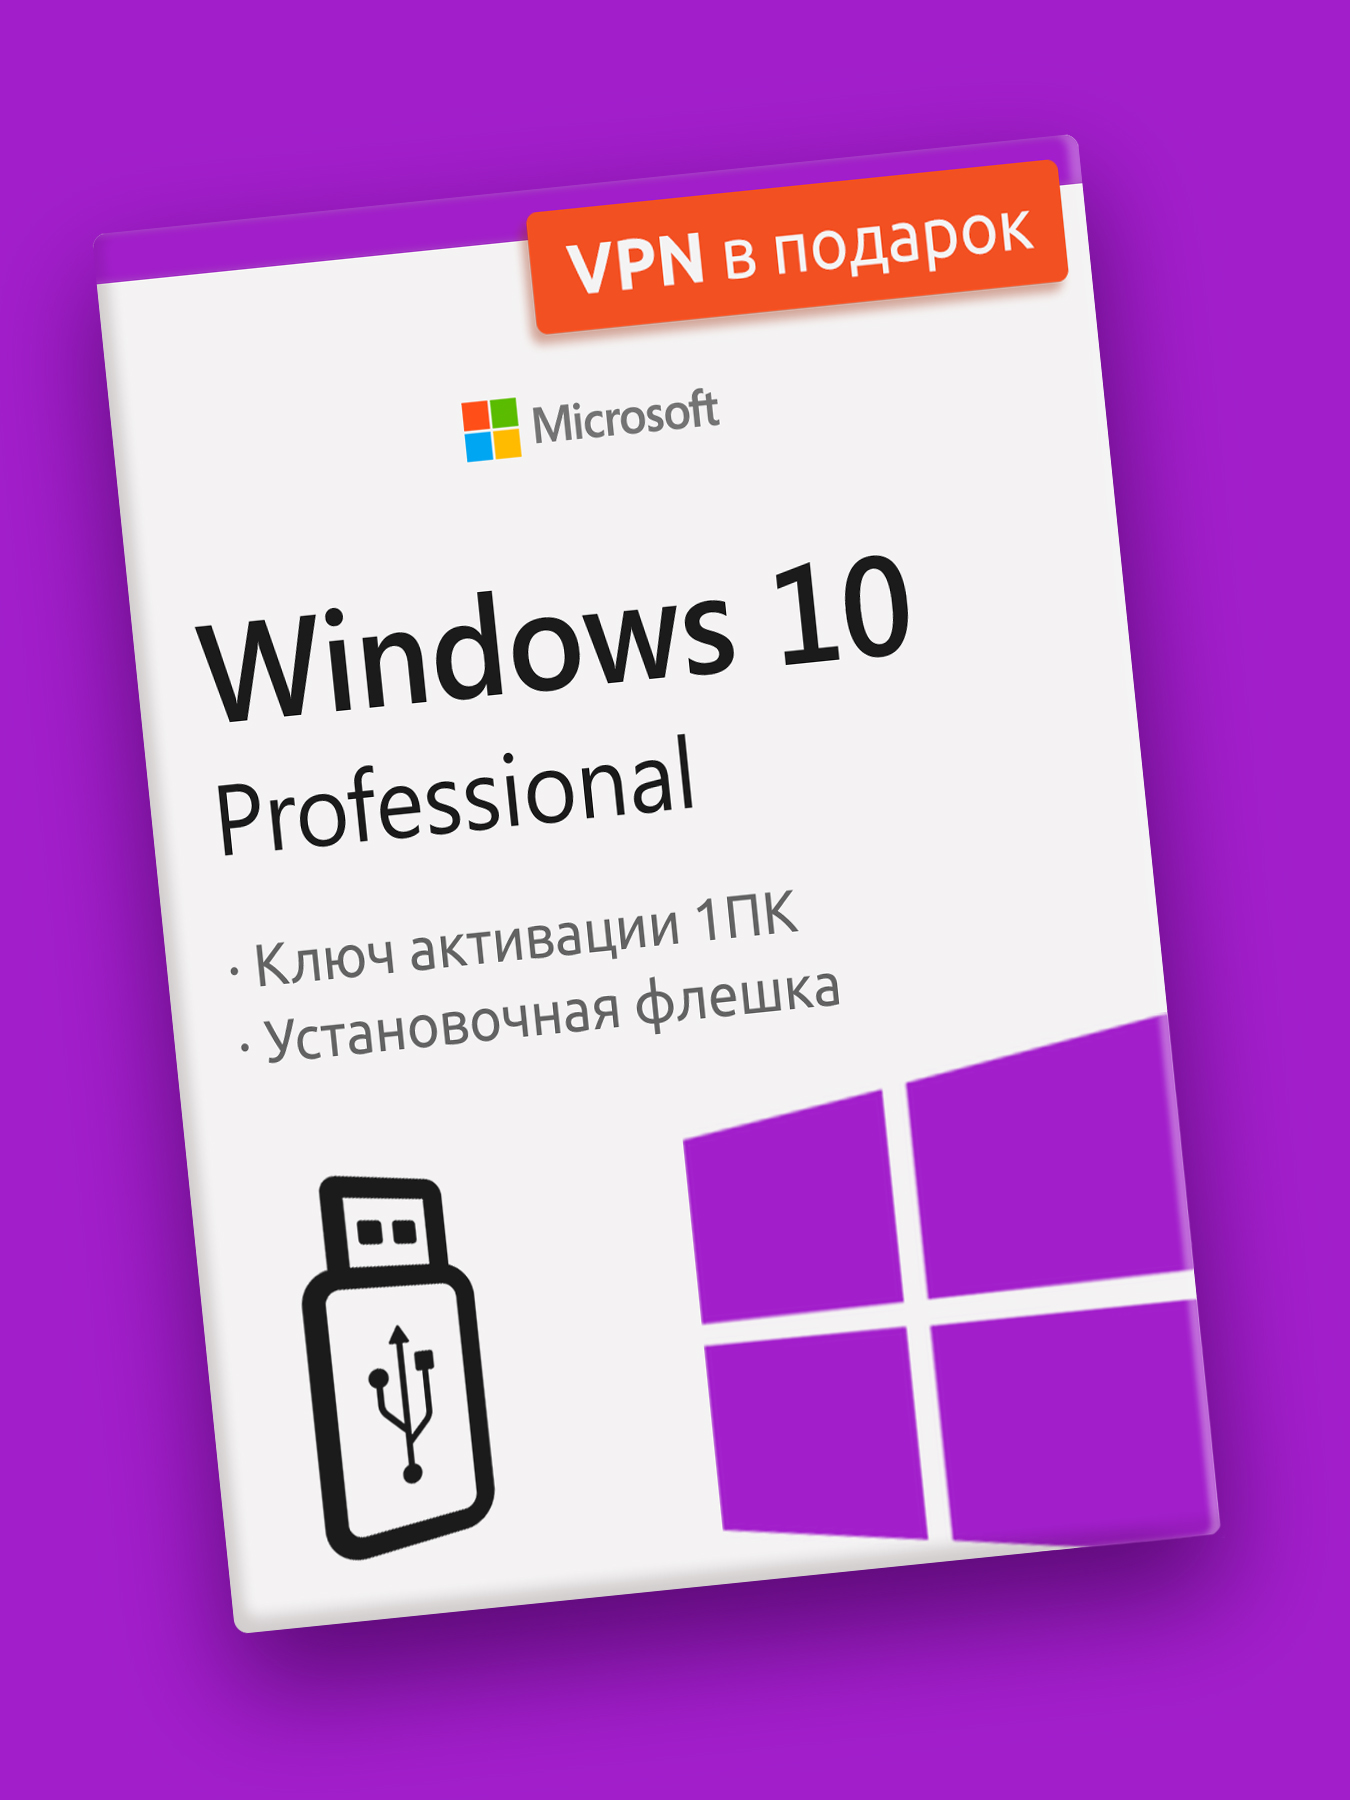 VPN в подарок
Microsoft
Windows 10
Professional
· Ключ активации 1ПК
· Установочная флешка